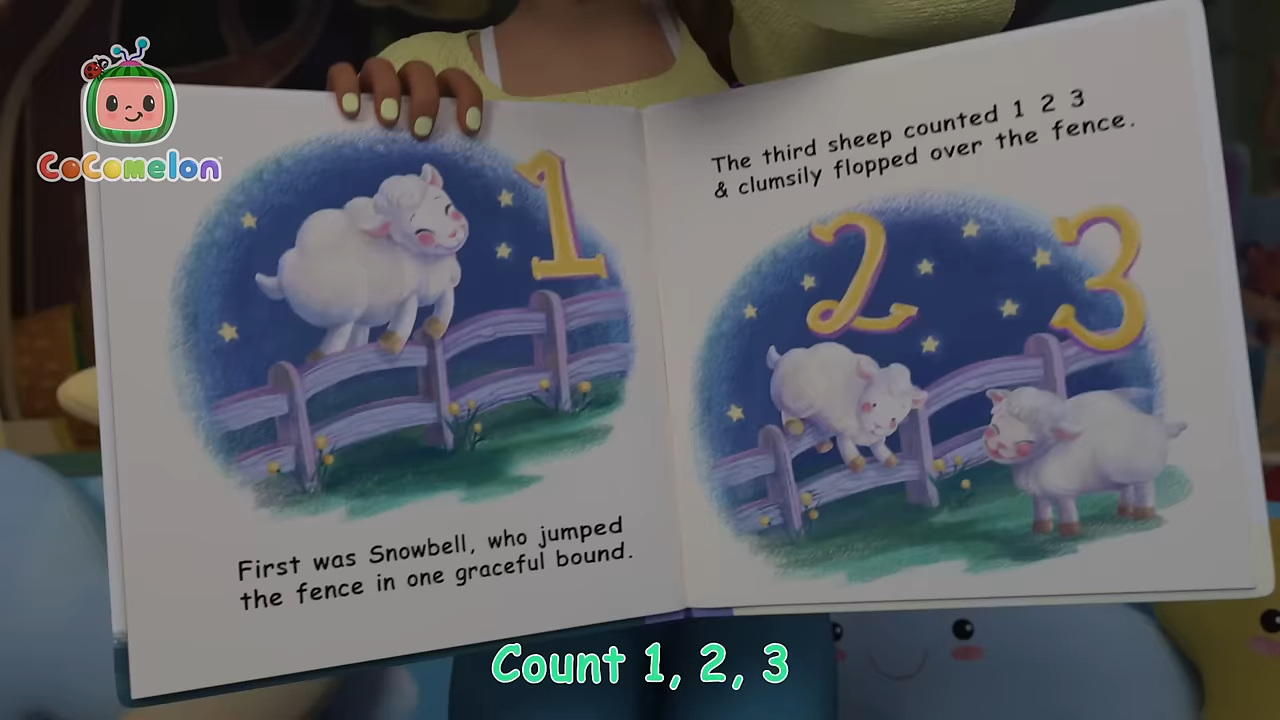 CoCoMelon
1
First was Snowbell, who jumped
the fence in one graceful bound.
The third sheep counted 1 2 3
& clumsily flopped over the fence.
2 3
Count 1, 2, 3